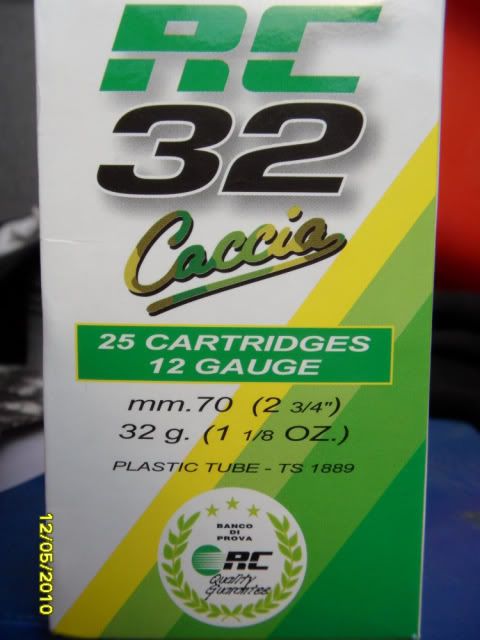 RC
32
Caccia
25 CARTRIDGES
12 GAUGE
mm.70 (2 3/4")
32 g. (1 1/8 OZ.)
PLASTIC TUBE - TS 1889
BANCO
DI
PROVA
RC
Quality
Guarantes
12/05/2010